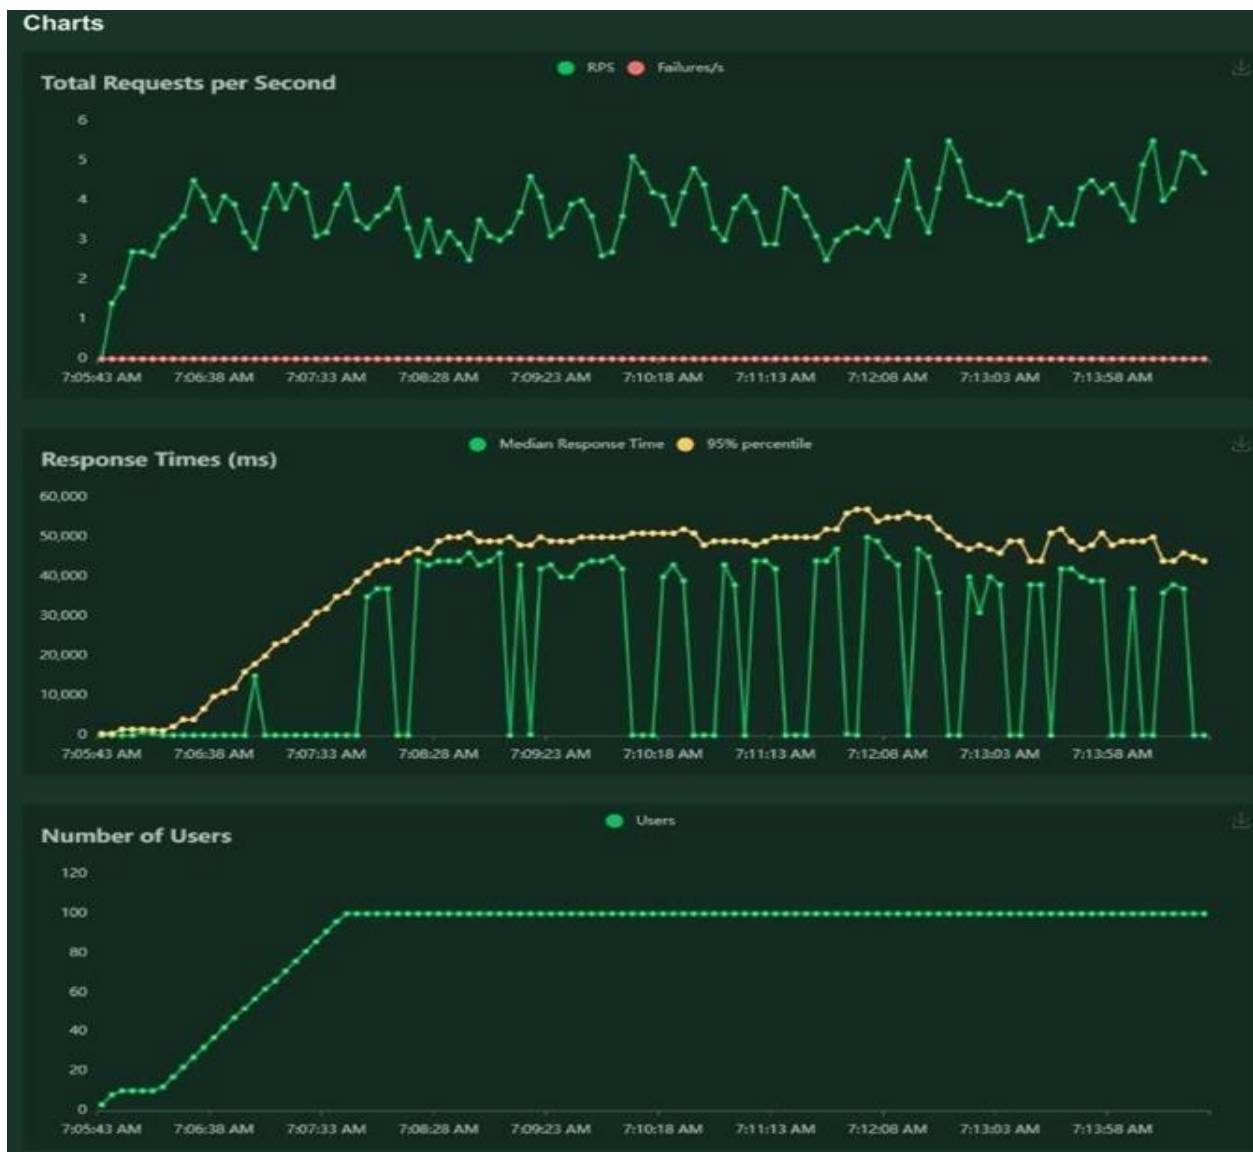 Charts
RPS Failures/s
Total Requests per Second
6
5
4
3
2
1
0
7:05:43 AM 7:06:38 AM 7:07:33 AM 7:08:28 AM 7:09:23 AM 7:10:18 AM 7:11:13 AM 7:12:08 AM 7:13:03 AM 7:13:58 AM
Median Response Time 95% percentile
Response Times (ms)
60,000
50,000
40,000
30,000
20,000
10,000
0
7:05:43 AM 7:06:38 AM 7:07:33 AM 7:08:28 AM 7:09:23 AM 7:10:18 AM 7:11:13 AM 7:12:08 AM 7:13:03 AM 7:13:58 AM
Users
Number of Users
120
100
80
60
40
20
0
7:05:43 AM 7:06:38 AM 7:07:33 AM 7:08:28 AM 7:09:23 AM 7:10:18 AM 7:11:13 AM 7:12:08 AM 7:13:03 AM 7:13:58 AM